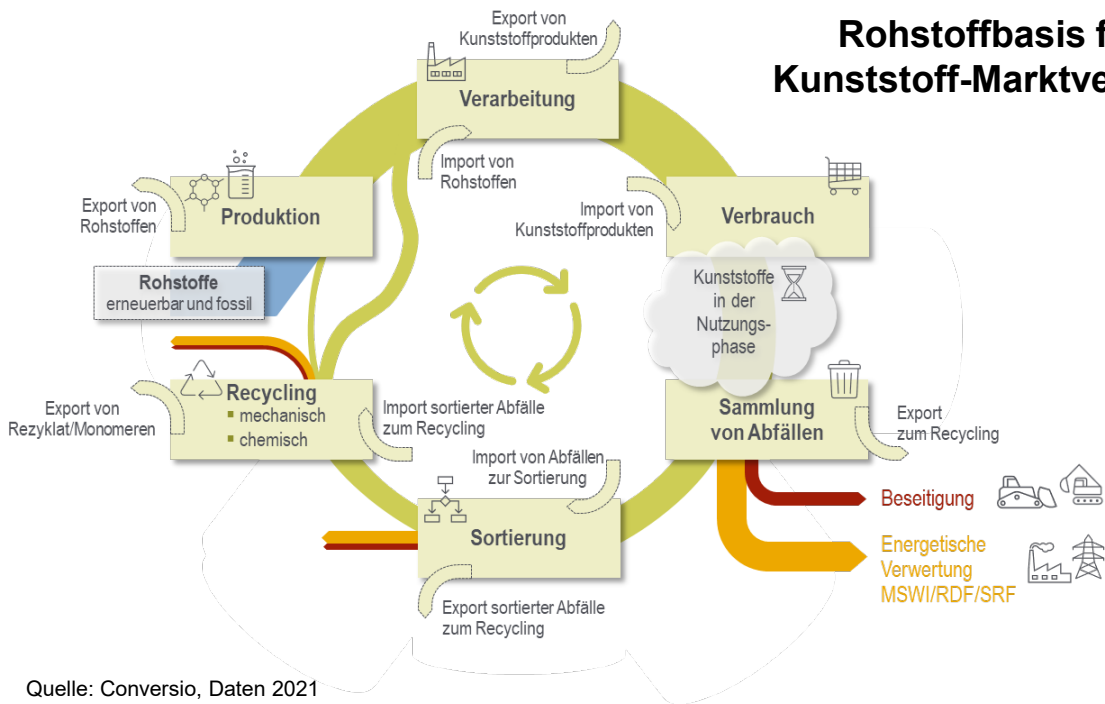 Rohstoffbasis f
Kunststoff-Marktve
Export von
Kunststoffprodukten
Verarbeitung
Import von
Rohstoffen
Export von
Rohstoffen
Produktion
Rohstoffe
erneuerbar und fossil
Import von
Kunststoffprodukten
Verbrauch
Kunststoffe
in der
Nutzungs-
phase
Export von
Rezyklat/Monomeren
Recycling
▪ mechanisch
▪ chemisch
Import sortierter Abfälle
zum Recycling
Sammlung
von Abfällen
Export
zum Recycling
Import von Abfällen
zur Sortierung
Sortierung
Export sortierter Abfälle
zum Recycling
Beseitigung
Energetische
Verwertung
MSWI/RDF/SRF
Quelle: Conversio, Daten 2021